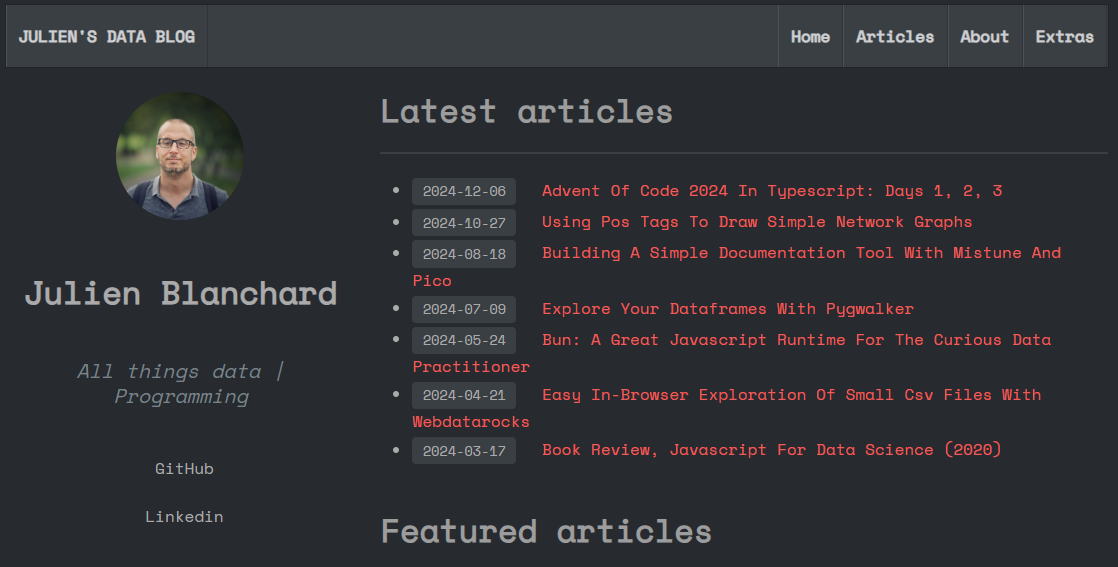 JULIEN'S DATA BLOG
Home
Articles
About
Extras
Julien Blanchard
All things data |
Programming
GitHub
Linkedin
Latest articles
2024-12-06 Advent Of Code 2024 In Typescript: Days 1, 2, 3
2024-10-27 Using Pos Tags To Draw Simple Network Graphs
2024-08-18 Building A Simple Documentation Tool With Mistune And
Pico
2024-07-09 Explore Your Dataframes With Pygwalker
2024-05-24 Bun: A Great Javascript Runtime For The Curious Data
Practitioner
2024-04-21 Easy In-Browser Exploration Of Small Csv Files With
Webdatarocks
2024-03-17 Book Review, Javascript For Data Science (2020)
Featured articles